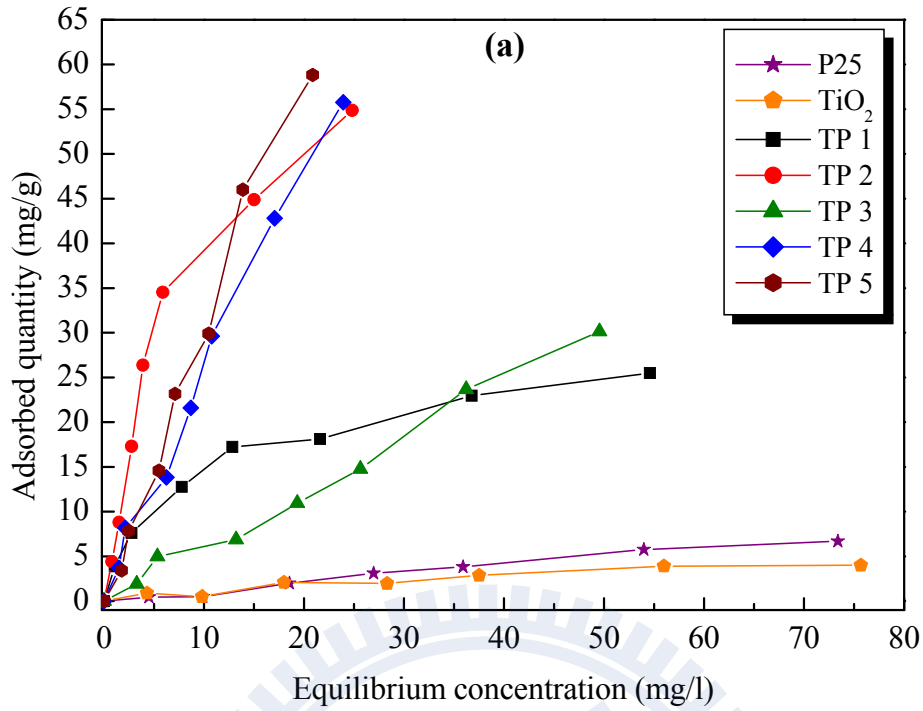 (a)
P25
TiO₂
TP 1
TP 2
TP 3
TP 4
TP 5
Adsorbed quantity (mg/g)
65
60
55
50
45
40
35
30
25
20
15
10
5
0
0 10 20 30 40 50 60 70 80
Equilibrium concentration (mg/l)